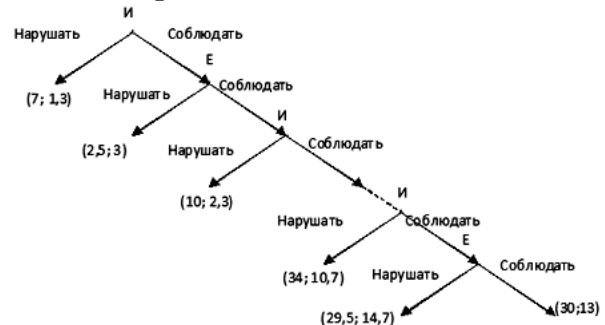 И
Нарушать Соблюдать
Е
(7; 1,3) Нарушать Соблюдать
И
(2,5; 3) Нарушать Соблюдать
(10; 2,3) И
Нарушать Соблюдать
Е
(34; 10,7) Нарушать Соблюдать
(29,5; 14,7) (30;13)